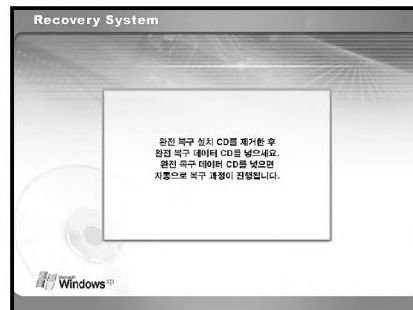 Recovery System
완전 복구 설치 CD를 제거한 후
완전 복구 데이터 CD를 넣으세요.
완전 복구 데이터 CD를 넣으면
자동으로 복구 과정이 진행됩니다.
Microsoft
Windows xp